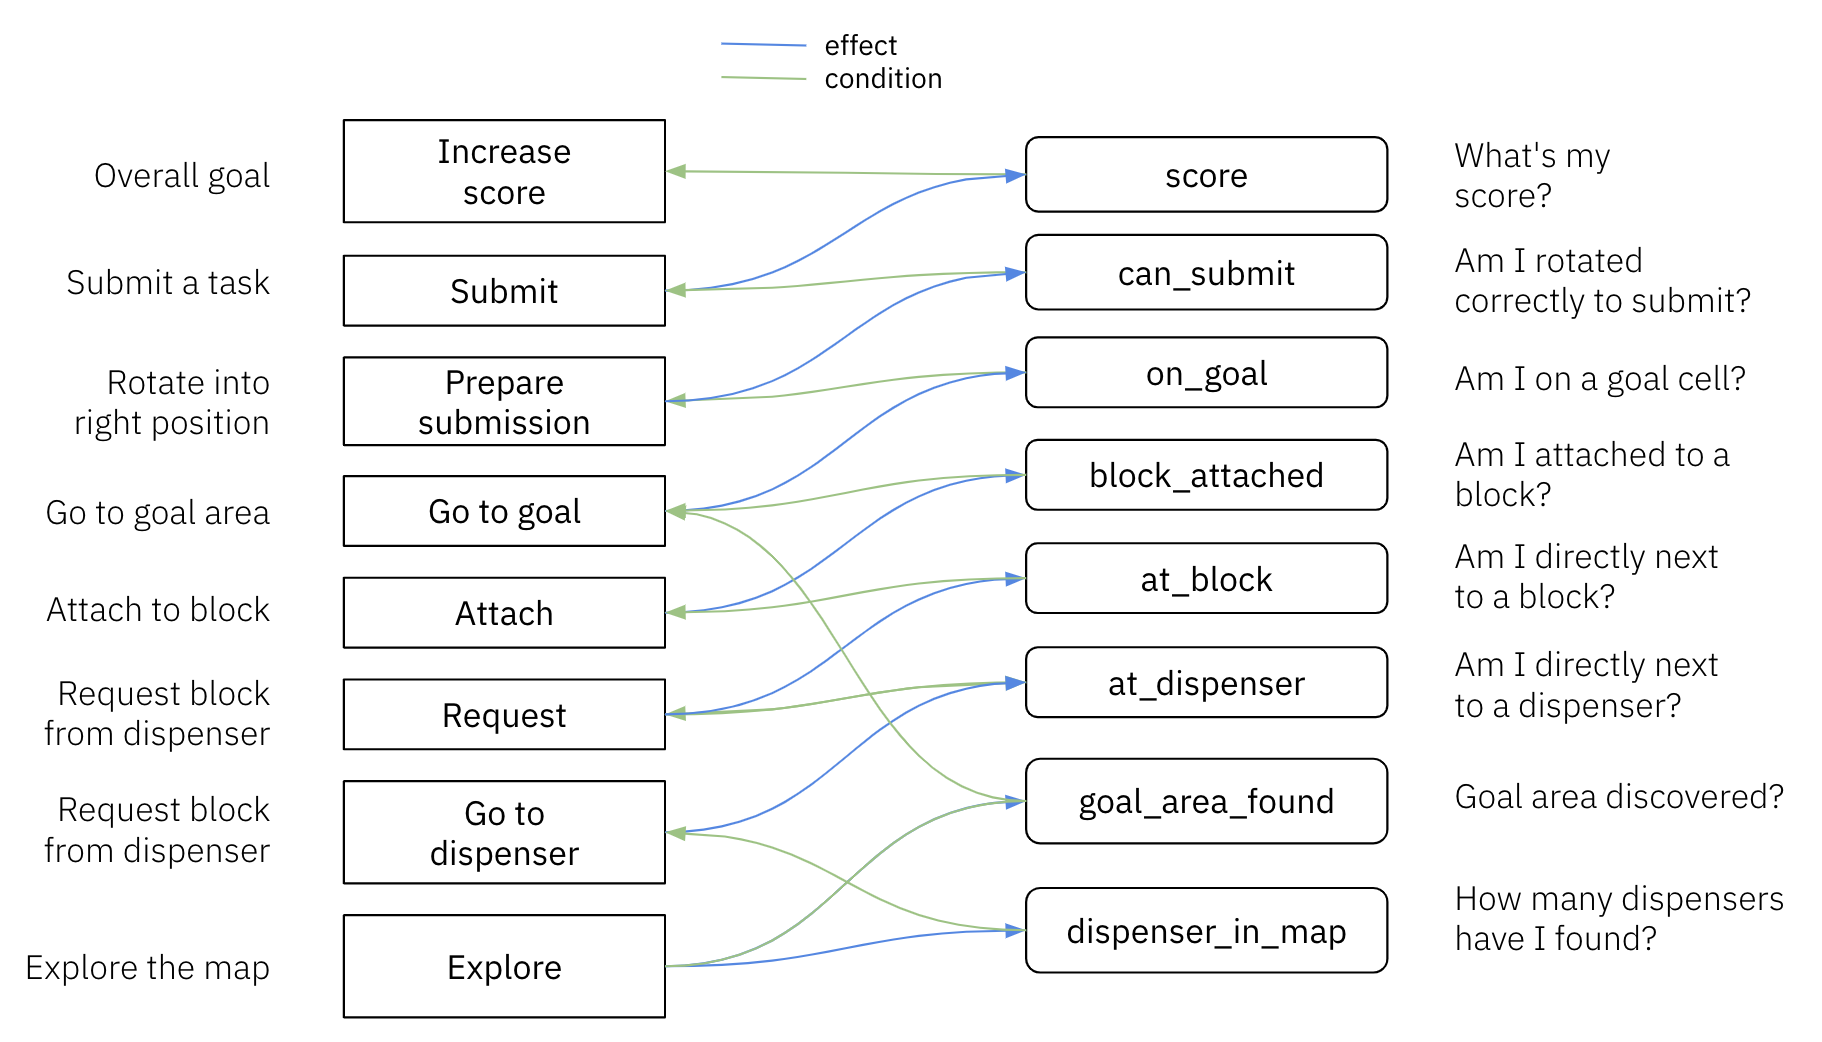 effect
condition
Overall goal
Increase
score
score
What's my
score?
Submit a task
Submit
can_submit
Am I rotated
correctly to submit?
Rotate into
right position
Prepare
submission
on_goal
Am I on a goal cell?
Go to goal area
Go to goal
block_attached
Am I attached to a
block?
Attach to block
Attach
at_block
Am I directly next
to a block?
Request block
from dispenser
Request
at_dispenser
Am I directly next
to a dispenser?
Request block
from dispenser
Go to
dispenser
goal_area_found
Goal area discovered?
Explore the map
Explore
dispenser_in_map
How many dispensers
have I found?